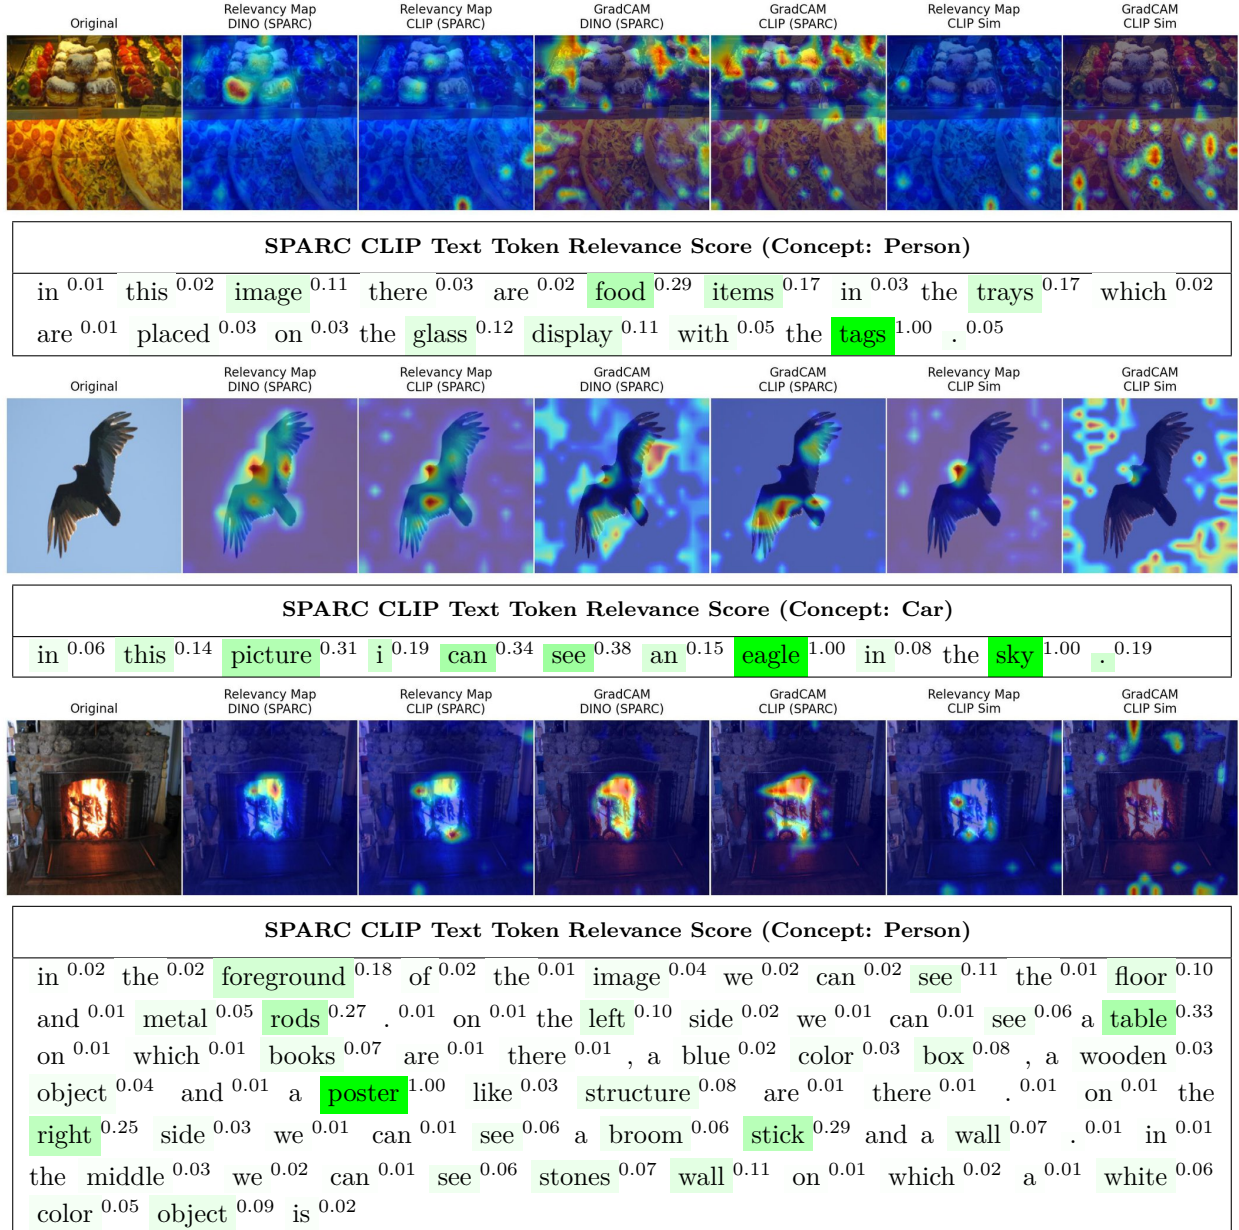 Original
Relevancy Map
DINO (SPARC)
Relevancy Map
CLIP (SPARC)
GradCAM
DINO (SPARC)
GradCAM
CLIP (SPARC)
Relevancy Map
CLIP Sim
GradCAM
CLIP Sim
SPARC CLIP Text Token Relevance Score (Concept: Person)
in 0.01 this 0.02 image 0.11 there 0.03 are 0.02 food 0.29 items 0.17 in 0.03 the trays 0.17 which 0.02
are 0.01 placed 0.03 on 0.03 the glass 0.12 display 0.11 with 0.05 the tags 1.00 . 0.05
Original
Relevancy Map
DINO (SPARC)
Relevancy Map
CLIP (SPARC)
GradCAM
DINO (SPARC)
GradCAM
CLIP (SPARC)
Relevancy Map
CLIP Sim
GradCAM
CLIP Sim
SPARC CLIP Text Token Relevance Score (Concept: Car)
in 0.06 this 0.14 picture 0.31 i 0.19 can 0.34 see 0.38 an 0.15 eagle 1.00 in 0.08 the sky 1.00 . 0.19
Original
Relevancy Map
DINO (SPARC)
Relevancy Map
CLIP (SPARC)
GradCAM
DINO (SPARC)
GradCAM
CLIP (SPARC)
Relevancy Map
CLIP Sim
GradCAM
CLIP Sim
SPARC CLIP Text Token Relevance Score (Concept: Person)
in 0.02 the 0.02 foreground 0.18 of 0.02 the 0.01 image 0.04 we 0.02 can 0.02 see 0.11 the 0.01 floor 0.10
and 0.01 metal 0.05 rods 0.27 . 0.01 on 0.01 the left 0.10 side 0.02 we 0.01 can 0.01 see 0.06 a table 0.33
on 0.01 which 0.01 books 0.07 are 0.01 there 0.01 , a blue 0.02 color 0.03 box 0.08 , a wooden 0.03
object 0.04 and 0.01 a poster 1.00 like 0.03 structure 0.08 are 0.01 there 0.01 . 0.01 on 0.01 the
right 0.25 side 0.03 we 0.01 can 0.01 see 0.06 a broom 0.06 stick 0.29 and a wall 0.07 . 0.01 in 0.01
the middle 0.03 we 0.02 can 0.01 see 0.06 stones 0.07 wall 0.11 on 0.01 which 0.02 a 0.01 white 0.06
color 0.05 object 0.09 is 0.02